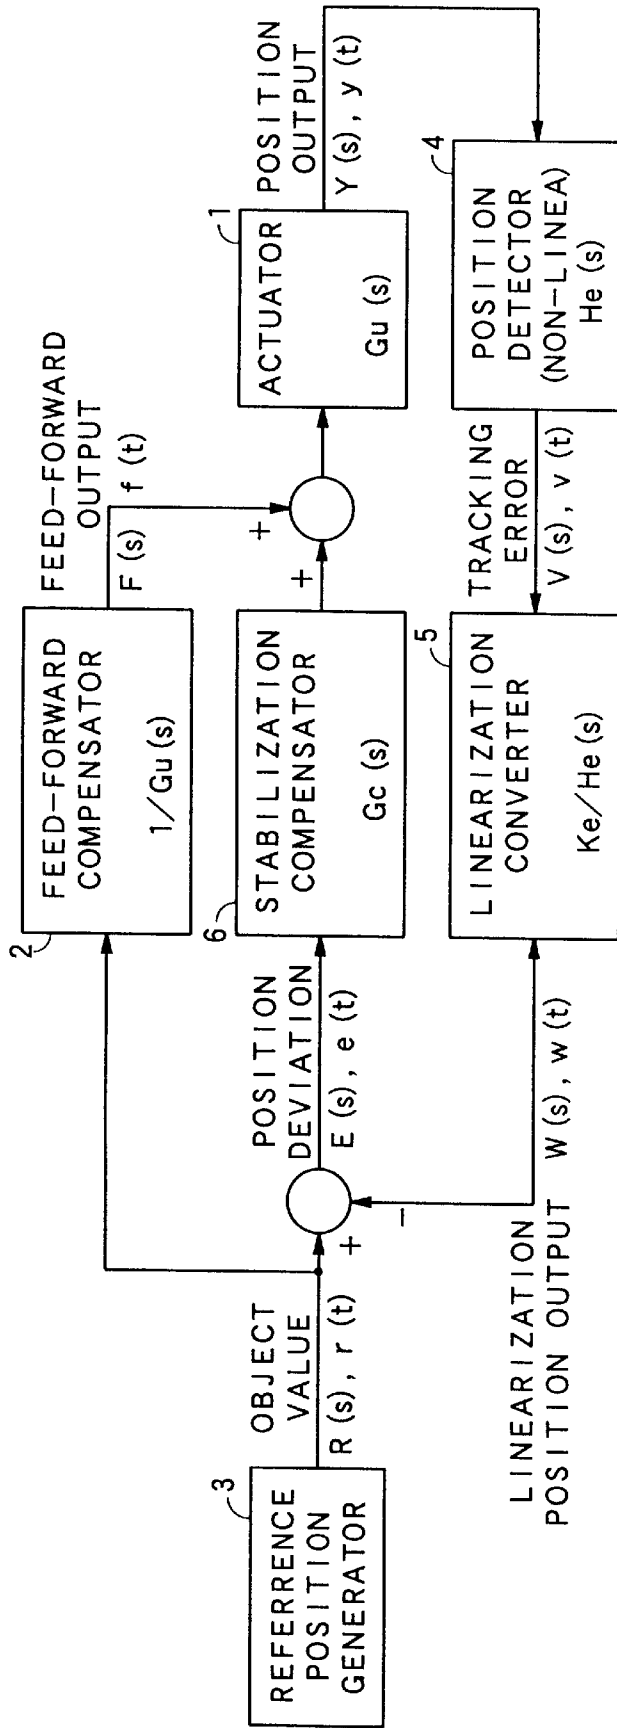 3
REFERRENCE
POSITION
GENERATOR
OBJECT
VALUE
R(s), r(t)
+
−
POSITION
DEVIATION
E(s), e(t)
2
FEED-FORWARD
COMPENSATOR
1/Gu(s)
FEED-FORWARD
OUTPUT
F(s) f(t)
6
STABILIZATION
COMPENSATOR
Gc(s)
+
+
1
ACTUATOR
Gu(s)
POSITION
OUTPUT
Y(s), y(t)
4
POSITION
DETECTOR
(NON-LINEA)
He(s)
TRACKING
ERROR
V(s), v(t)
5
LINEARIZATION
CONVERTER
Ke/He(s)
LINEARIZATION
POSITION OUTPUT W(s), w(t)